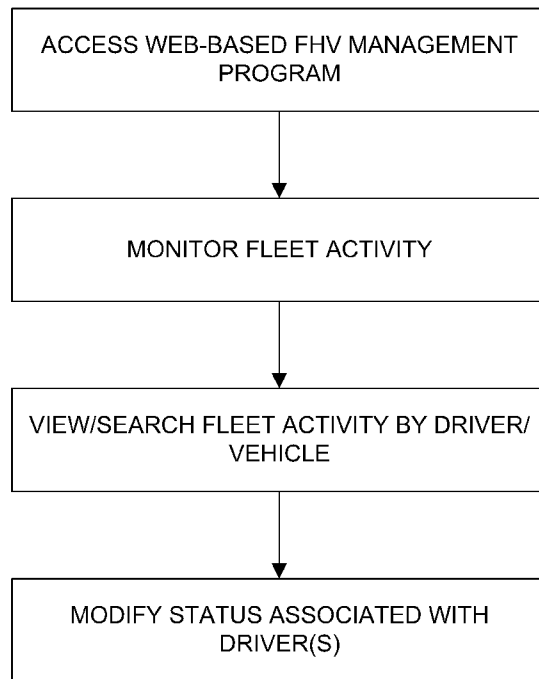 ACCESS WEB-BASED FHV MANAGEMENT
PROGRAM
MONITOR FLEET ACTIVITY
VIEW/SEARCH FLEET ACTIVITY BY DRIVER/
VEHICLE
MODIFY STATUS ASSOCIATED WITH
DRIVER(S)